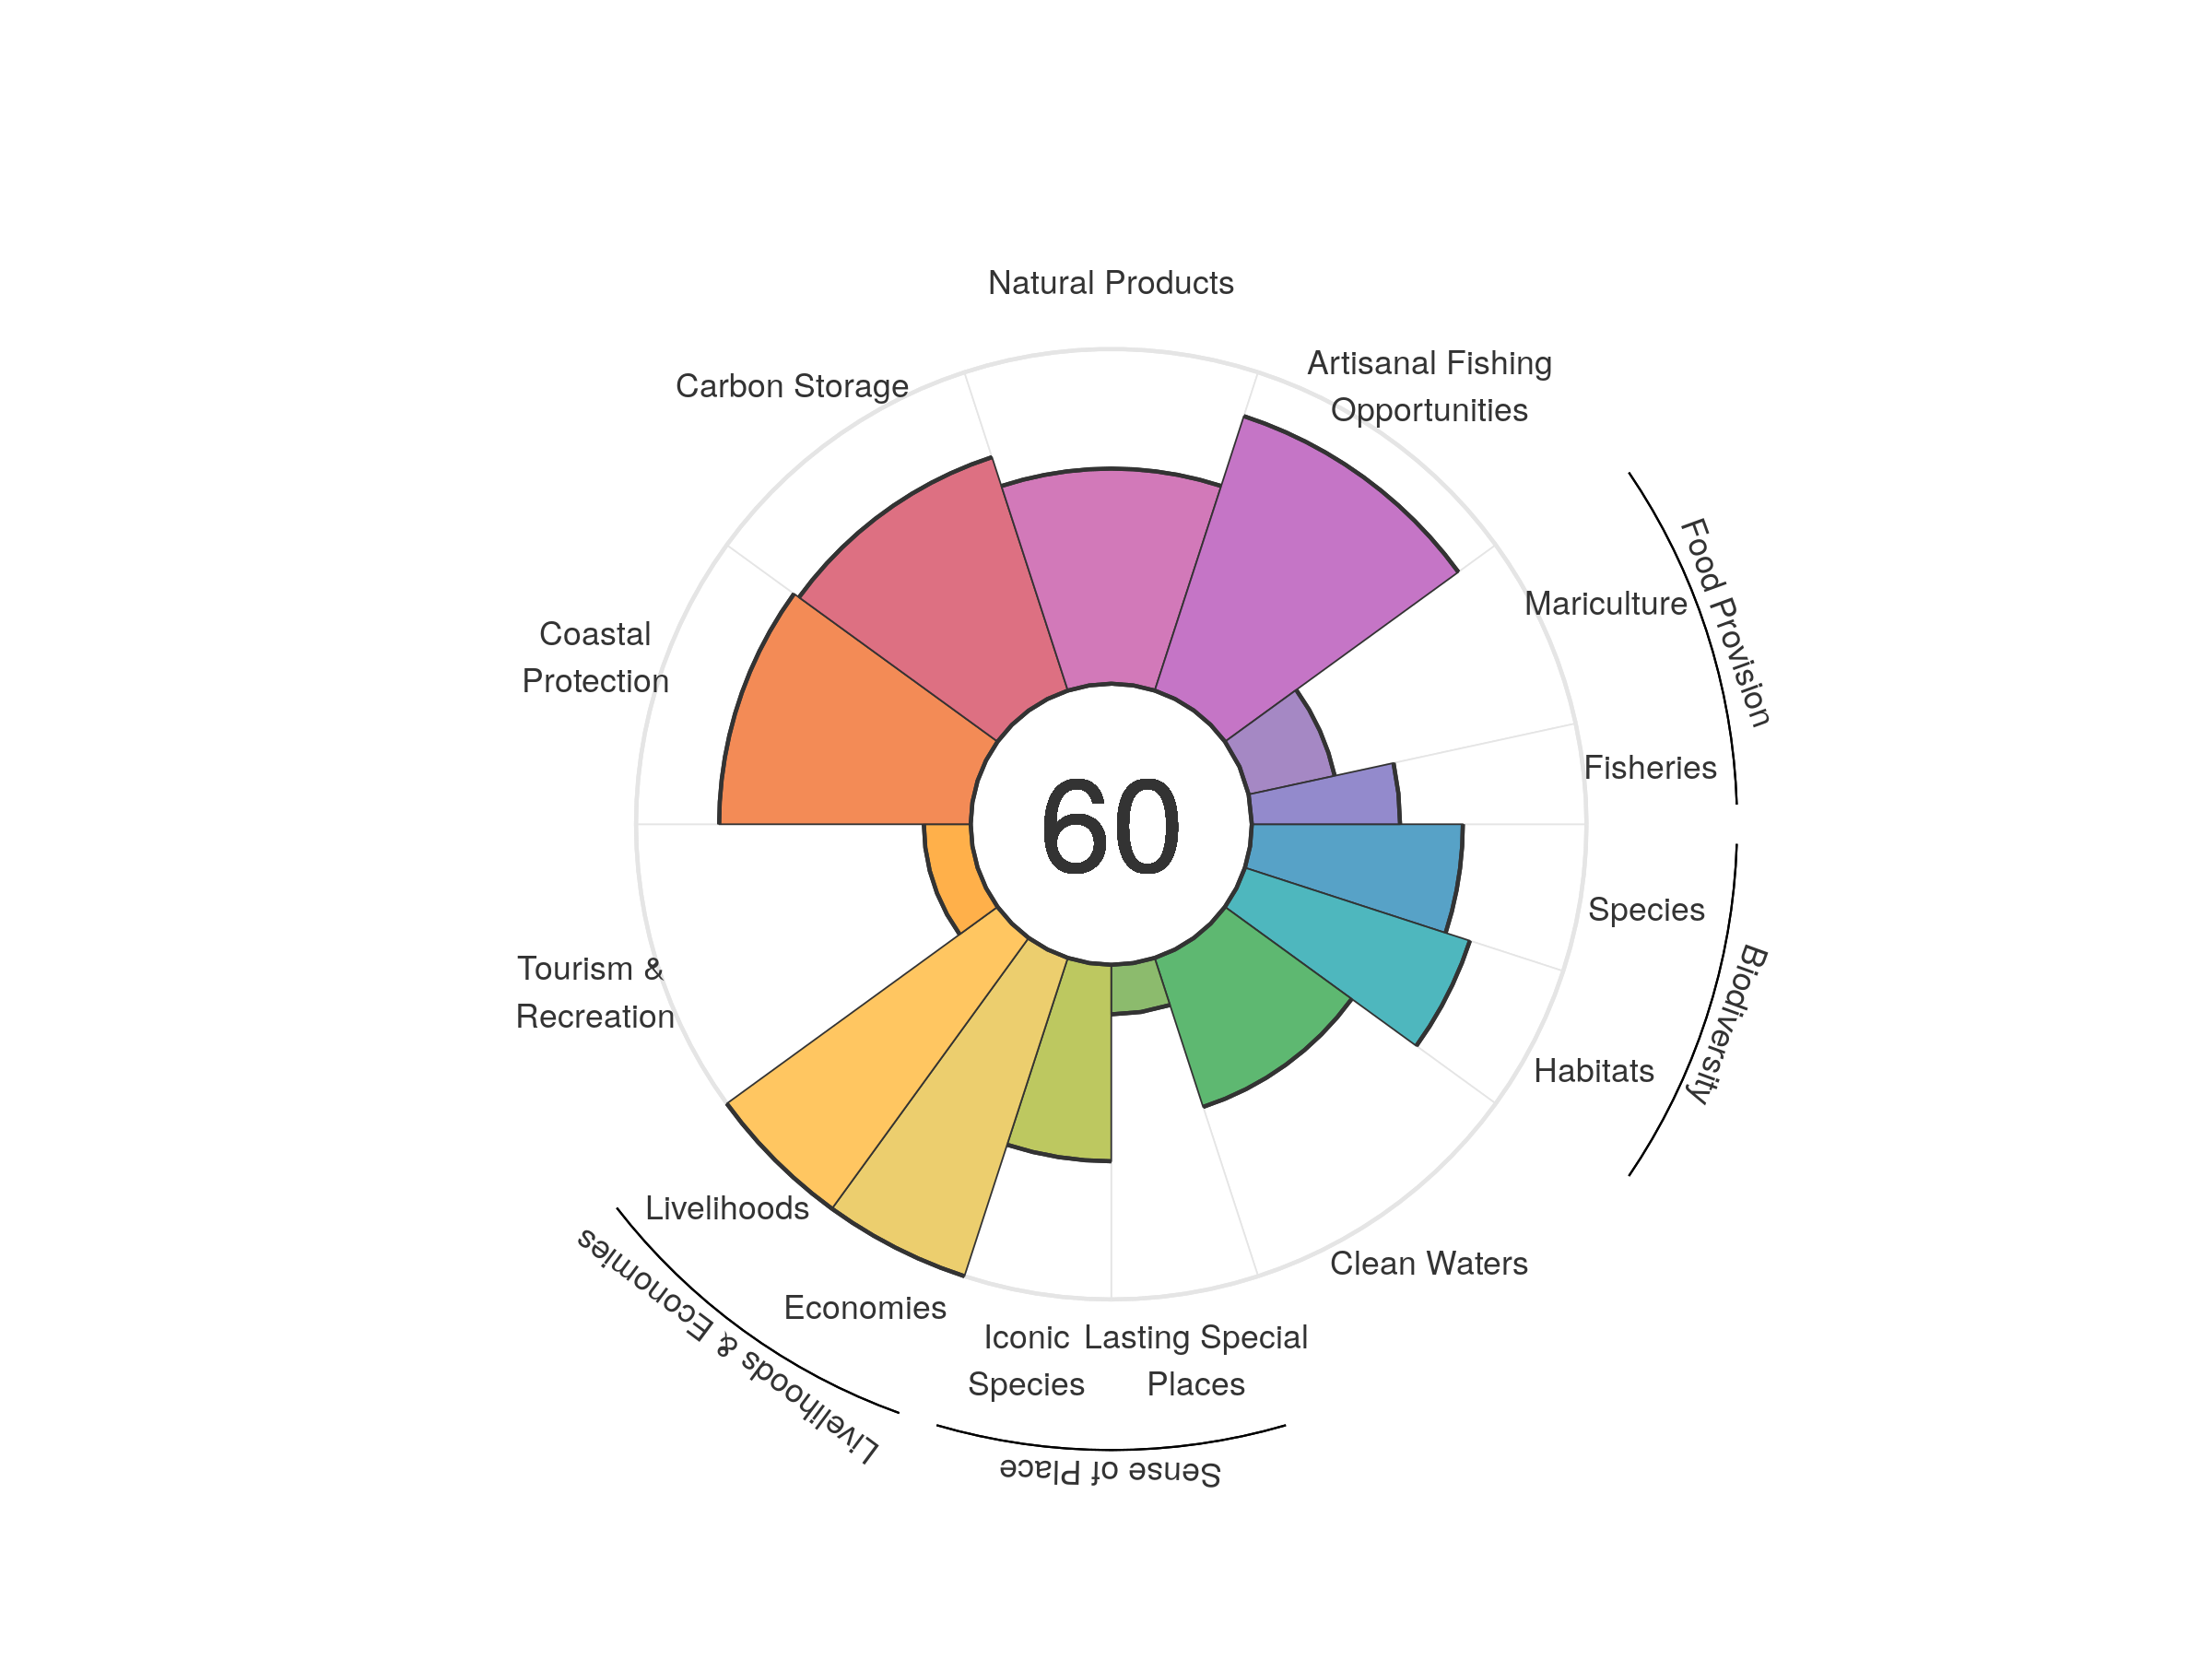 Natural Products
Artisanal Fishing
Opportunities
Carbon Storage
Food Provision
Mariculture
Coastal
Protection
Fisheries
60
Species
Biodiversity
Tourism &
Recreation
Habitats
Livelihoods
Clean Waters
Livelihoods & Economies
Economies
Iconic
Species
Lasting Special
Places
Sense of Place